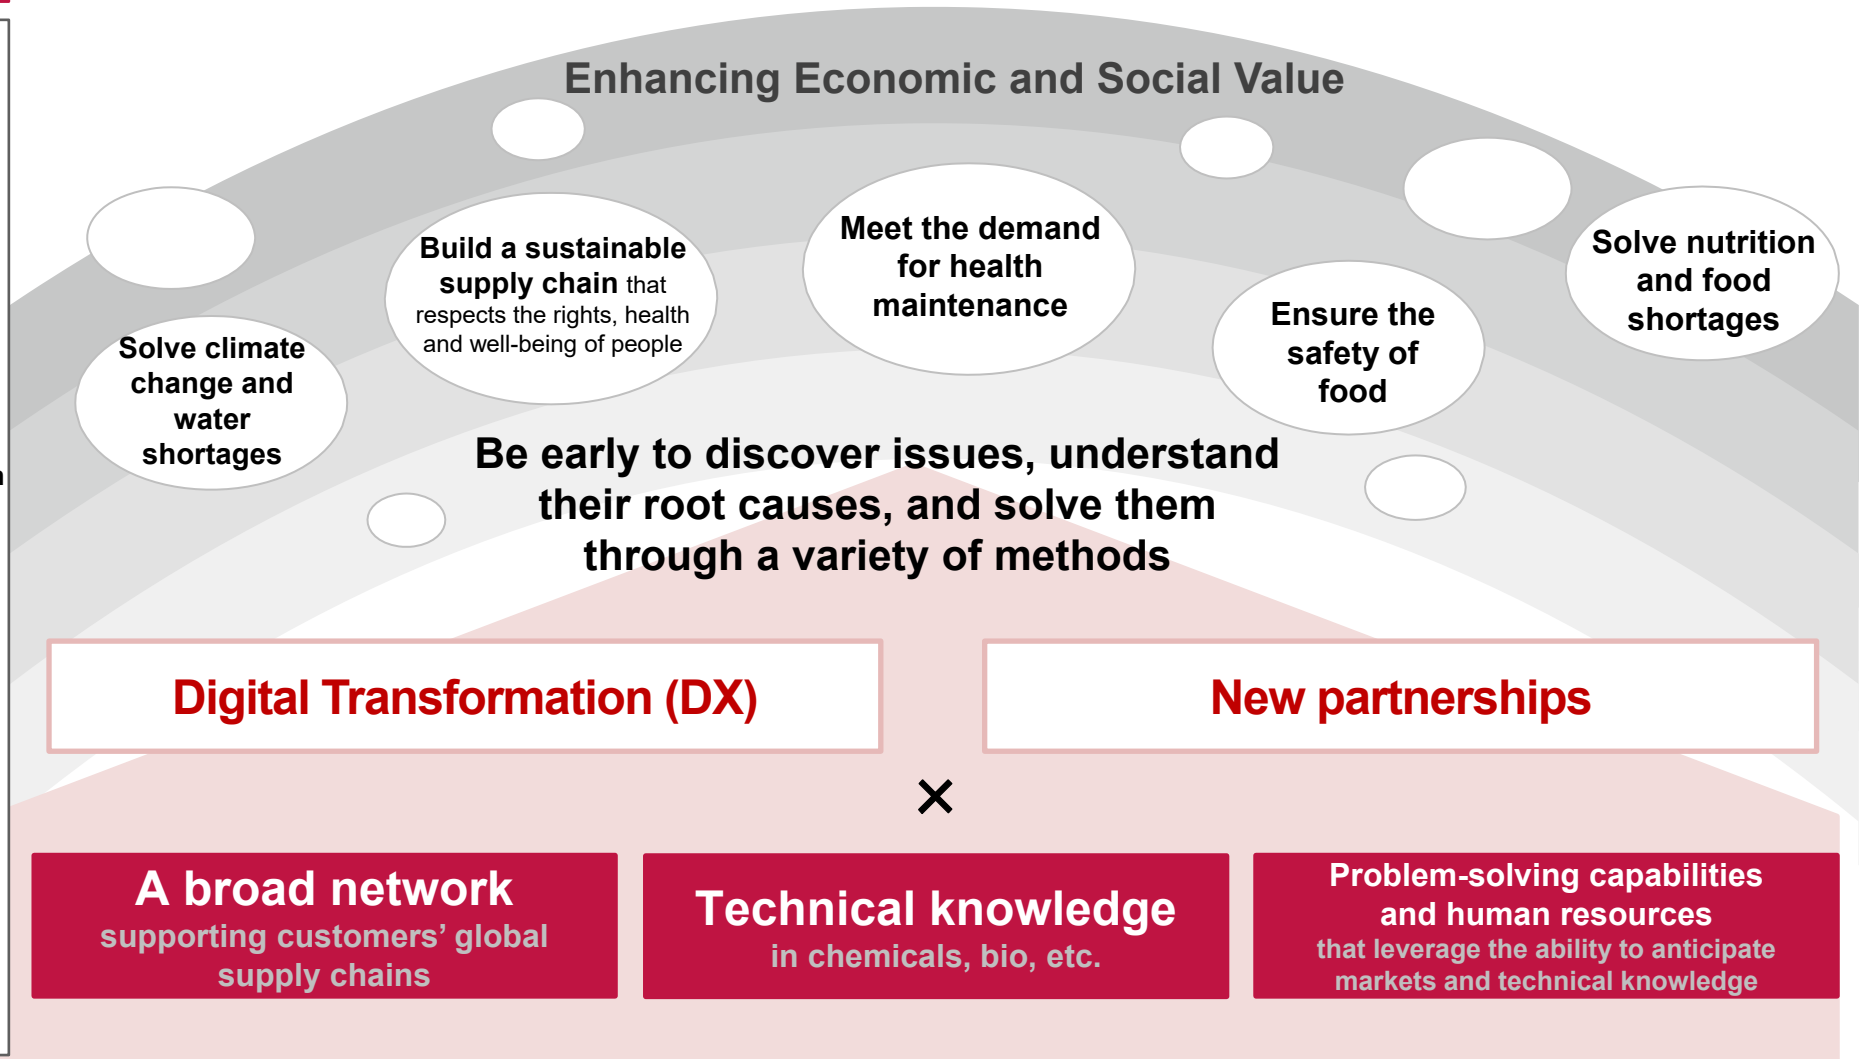 Enhancing Economic and Social Value
Meet the demand
for health
maintenance
Build a sustainable
supply chain that
respects the rights, health
and well-being of people
Solve nutrition
and food
shortages
Ensure the
safety of
food
Solve climate
change and
water
shortages
Be early to discover issues, understand
their root causes, and solve them
through a variety of methods
Digital Transformation (DX)
New partnerships
×
A broad network
supporting customers’ global
supply chains
Technical knowledge
in chemicals, bio, etc.
Problem-solving capabilities
and human resources
that leverage the ability to anticipate
markets and technical knowledge